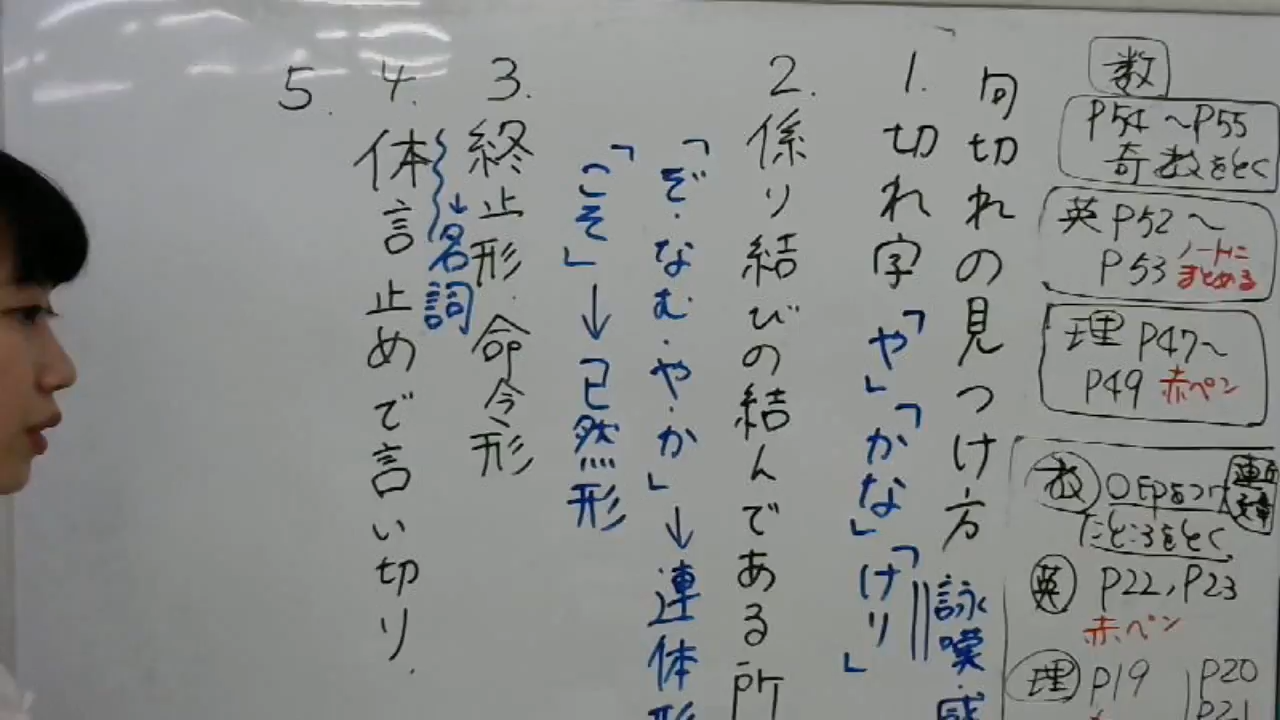 数
P54～P55
奇数をとく
英 P52～
P53 ノートに
まとめる
理 P47～
P49 赤ペン
数 〇印をつけ
たところをとく
英 P22,P23
赤ペン
理 P19
P20
P21
句切れの見つけ方
詠嘆・感
1.切れ字「や」「かな」「けり」
2.係り結びの結んである所
「ぞ・なむ・や・か」→連体形
「こそ」→已然形
3.終止形・命令形
→名詞
4.体言止めで言い切り.
5.